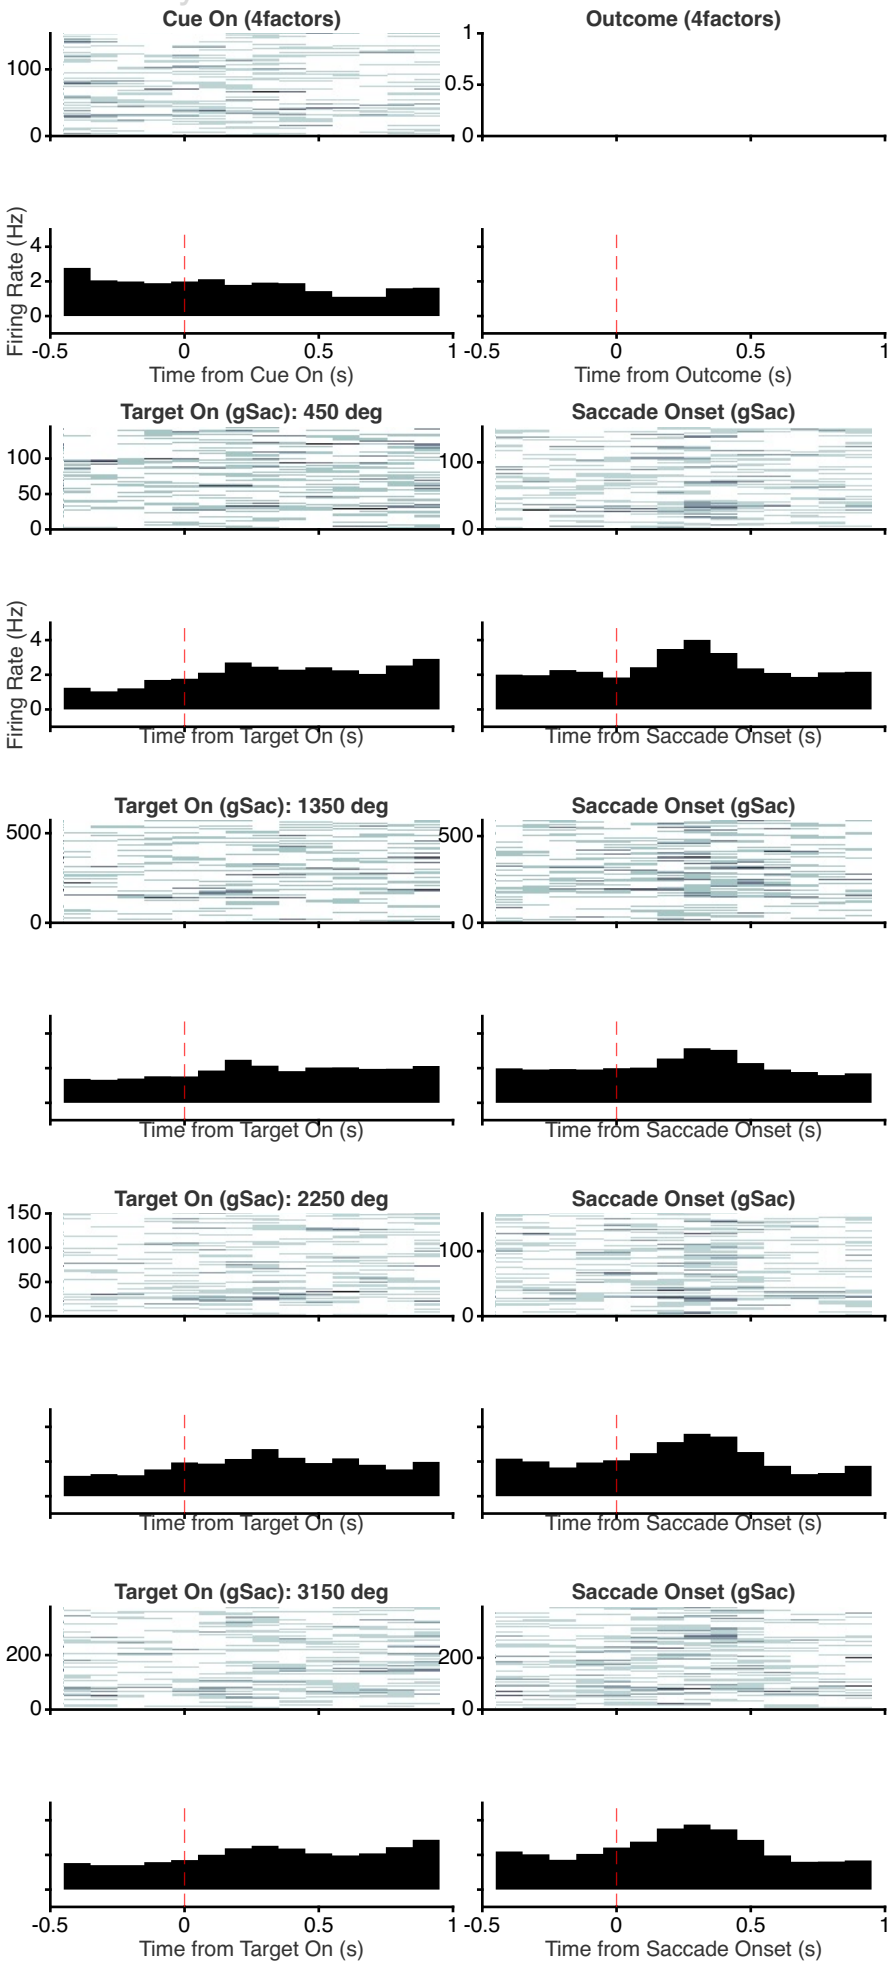 Cue On (4factors)
Outcome (4factors)
100
0
1
0.5
0
Firing Rate (Hz)
4
2
0
-0.5 0 0.5 1
Time from Cue On (s)
-0.5 0 0.5 1
Time from Outcome (s)
Target On (gSac): 450 deg
Saccade Onset (gSac)
100
50
0
100
0
Firing Rate (Hz)
4
2
0
Time from Target On (s)
Time from Saccade Onset (s)
Target On (gSac): 1350 deg
Saccade Onset (gSac)
500
0
500
0
Time from Target On (s)
Time from Saccade Onset (s)
Target On (gSac): 2250 deg
Saccade Onset (gSac)
150
100
50
0
100
0
Time from Target On (s)
Time from Saccade Onset (s)
Target On (gSac): 3150 deg
Saccade Onset (gSac)
200
0
200
0
-0.5 0 0.5 1
Time from Target On (s)
-0.5 0 0.5 1
Time from Saccade Onset (s)